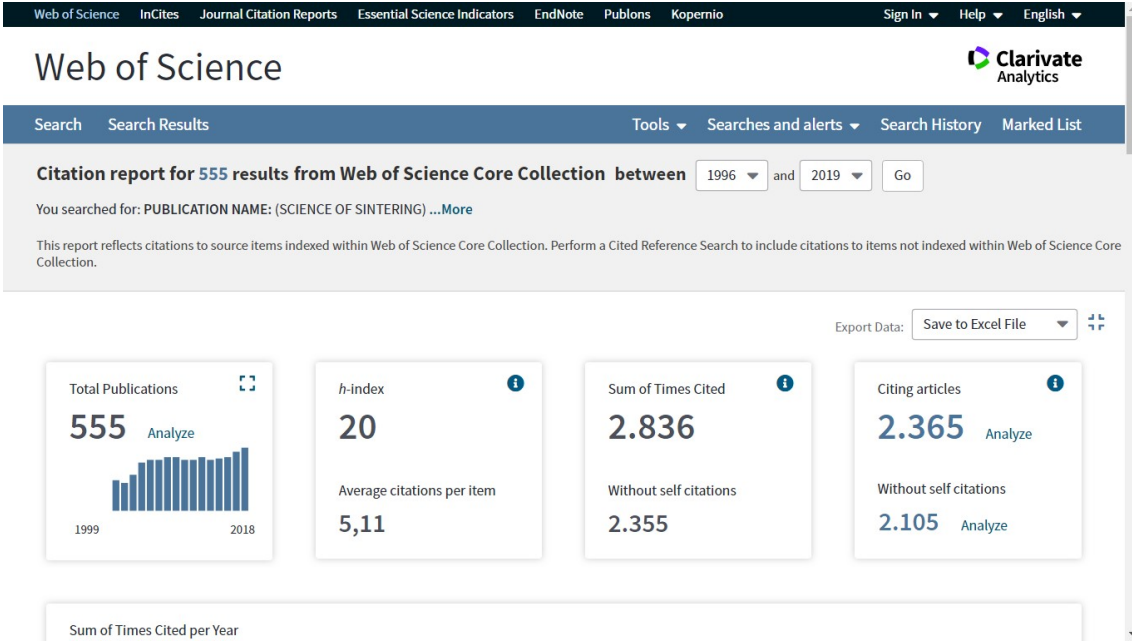 Web of Science InCites Journal Citation Reports Essential Science Indicators EndNote Publons Kopernio Sign In Help English
Web of Science
Clarivate
Analytics
Search Search Results Tools Searches and alerts Search History Marked List
Citation report for 555 results from Web of Science Core Collection between 1996 and 2019 Go
You searched for: PUBLICATION NAME: (SCIENCE OF SINTERING) ...More
This report reflects citations to source items indexed within Web of Science Core Collection. Perform a Cited Reference Search to include citations to items not indexed within Web of Science Core
Collection.
Export Data: Save to Excel File
Total Publications
555 Analyze
1999 2018
h-index
20
Average citations per item
5,11
Sum of Times Cited
2.836
Without self citations
2.355
Citing articles
2.365 Analyze
Without self citations
2.105 Analyze
Sum of Times Cited per Year